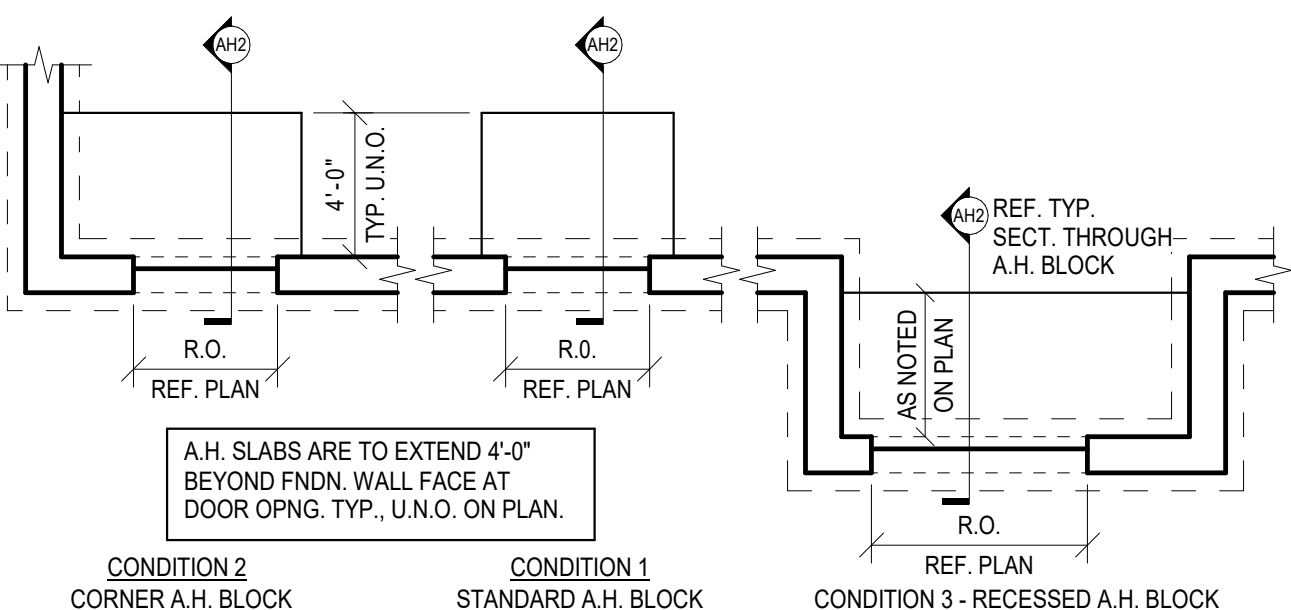 AH2
4'-0"
TYP. U.N.O.
R.O.
REF. PLAN
CONDITION 2
CORNER A.H. BLOCK
AH2
R.0.
REF. PLAN
CONDITION 1
STANDARD A.H. BLOCK
A.H. SLABS ARE TO EXTEND 4'-0"
BEYOND FNDN. WALL FACE AT
DOOR OPNG. TYP., U.N.O. ON PLAN.
AH2
REF. TYP.
SECT. THROUGH
A.H. BLOCK
AS NOTED
ON PLAN
R.O.
REF. PLAN
CONDITION 3 - RECESSED A.H. BLOCK